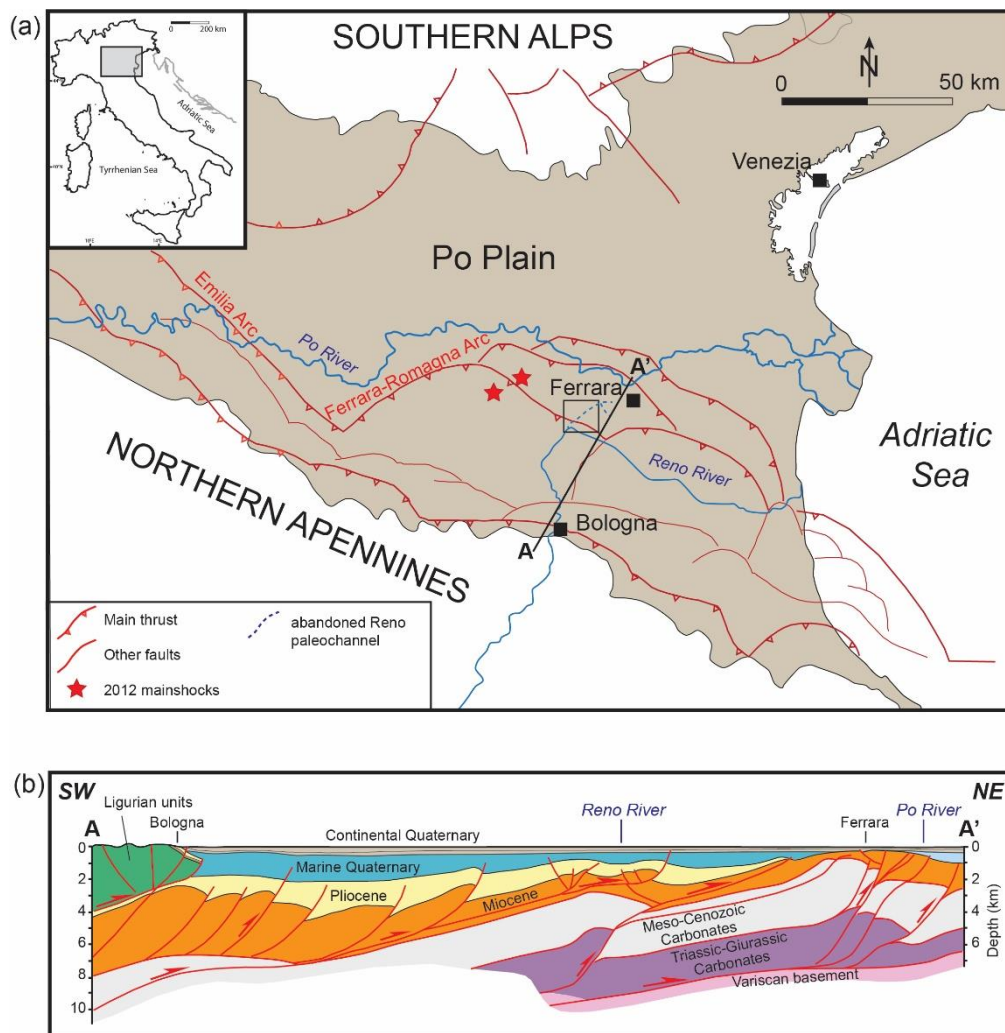 (a)
0 200 km
Adriatic Sea
Tyrrhenian Sea
SOUTHERN ALPS
N
0 50 km
Venezia
Po Plain
Emilia Arc
Po River
Ferrara-Romagna Arc
A'
Ferrara
Reno River
Adriatic
Sea
NORTHERN APENNINES
Bologna
A
Main thrust
Other faults
2012 mainshocks
abandoned Reno
paleochannel
(b)
SW
NE
Ligurian units
A
Bologna
Continental Quaternary
Reno River
Ferrara
Po River
A'
0
2
4
6
8
10
Marine Quaternary
Pliocene
Miocene
Meso-Cenozoic
Carbonates
Triassic-Giurassic
Carbonates
Variscan basement
0
2
4
6
Depth (km)